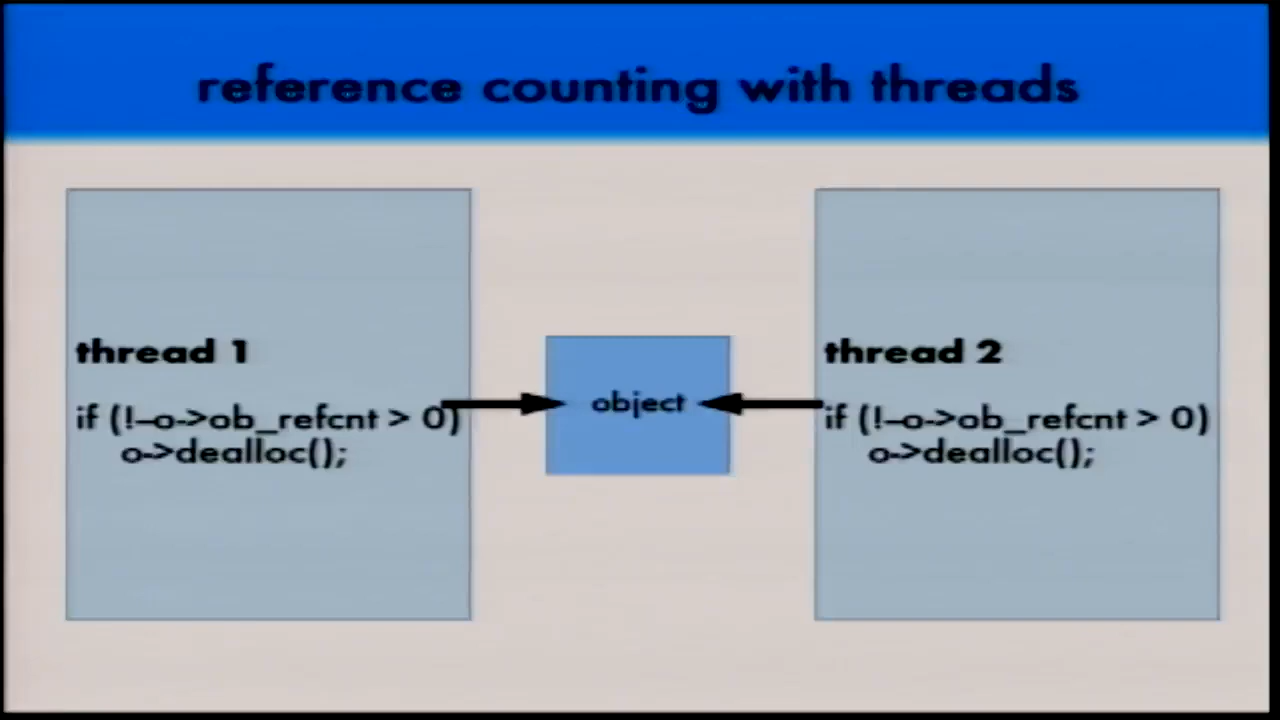 reference counting with threads
thread 1
if (!–o->ob_refcnt > 0)
o->dealloc();
object
thread 2
if (!–o->ob_refcnt > 0)
o->dealloc();